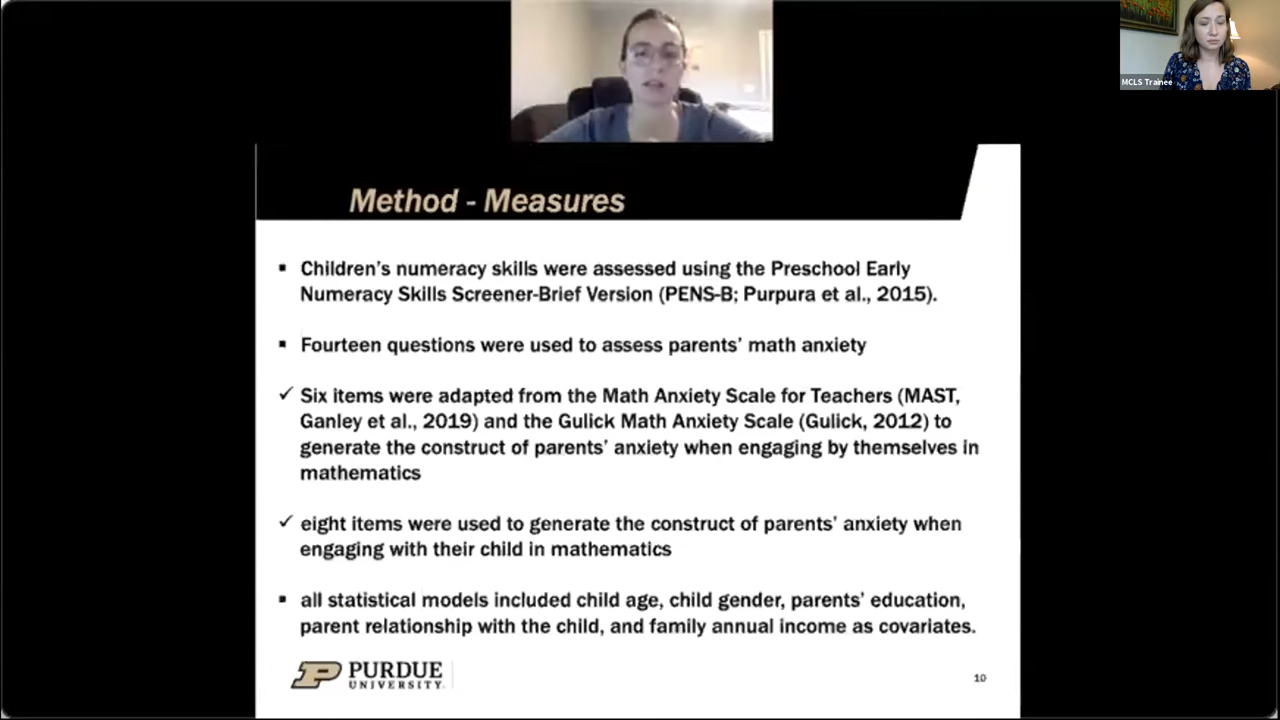 MCLS Trainee
Method - Measures
▪ Children's numeracy skills were assessed using the Preschool Early
Numeracy Skills Screener-Brief Version (PENS-B; Purpura et al., 2015).
▪ Fourteen questions were used to assess parents' math anxiety
✓ Six items were adapted from the Math Anxiety Scale for Teachers (MAST,
Ganley et al., 2019) and the Gulick Math Anxiety Scale (Gulick, 2012) to
generate the construct of parents' anxiety when engaging by themselves in
mathematics
✓ eight items were used to generate the construct of parents' anxiety when
engaging with their child in mathematics
▪ all statistical models included child age, child gender, parents' education,
parent relationship with the child, and family annual income as covariates.
P PURDUE
UNIVERSITY
10